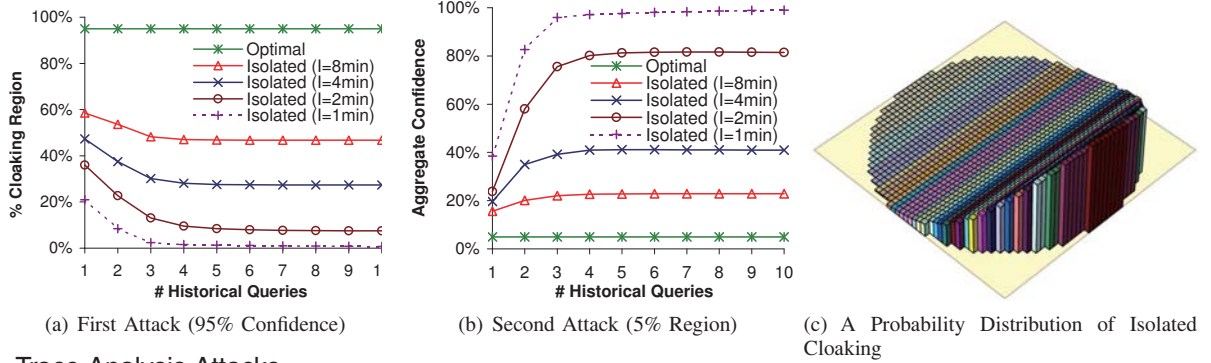 100%
80%
60%
40%
20%
0%
% Cloaking Region
Optimal
Isolated (I=8min)
Isolated (I=4min)
Isolated (I=2min)
Isolated (I=1min)
1 2 3 4 5 6 7 8 9 1
# Historical Queries
(a) First Attack (95% Confidence)
100%
80%
60%
40%
20%
0%
Aggregate Confidence
Optimal
Isolated (I=8min)
Isolated (I=4min)
Isolated (I=2min)
Isolated (I=1min)
1 2 3 4 5 6 7 8 9 10
# Historical Queries
(b) Second Attack (5% Region)
(c) A Probability Distribution of Isolated
Cloaking
Trace Analysis Attacks